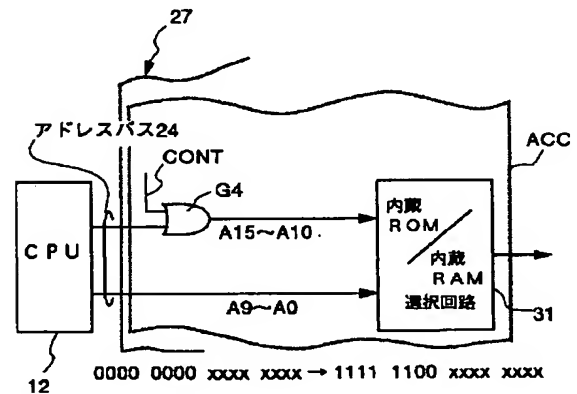 27
アドレスバス24
CONT
ACC
G4
CPU
A15～A10
A9～A0
内蔵
ROM
内蔵
RAM
選択回路
31
12
0000 0000 xxxx xxxx → 1111 1100 xxxx xxxx